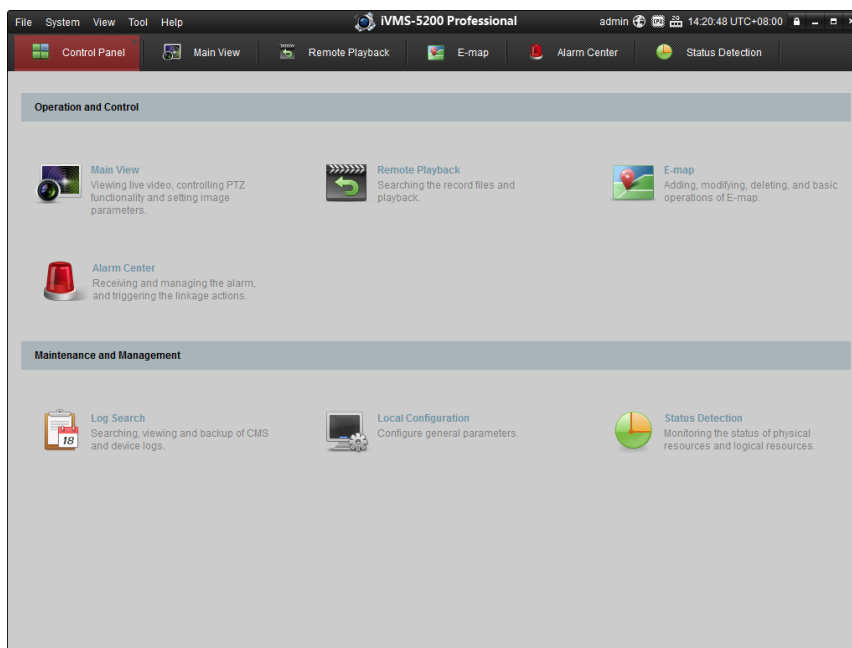 File System View Tool Help
iVMS-5200 Professional
admin
14:20:48 UTC+08:00
Control Panel
Main View
Remote Playback
E-map
Alarm Center
Status Detection
Operation and Control
Main View
Viewing live video, controlling PTZ
functionality and setting image
parameters.
Remote Playback
Searching the record files and
playback.
E-map
Adding, modifying, deleting, and basic
operations of E-map.
Alarm Center
Receiving and managing the alarm,
and triggering the linkage actions.
Maintenance and Management
18
Log Search
Searching, viewing and backup of CMS
and device logs.
Local Configuration
Configure general parameters.
Status Detection
Monitoring the status of physical
resources and logical resources.